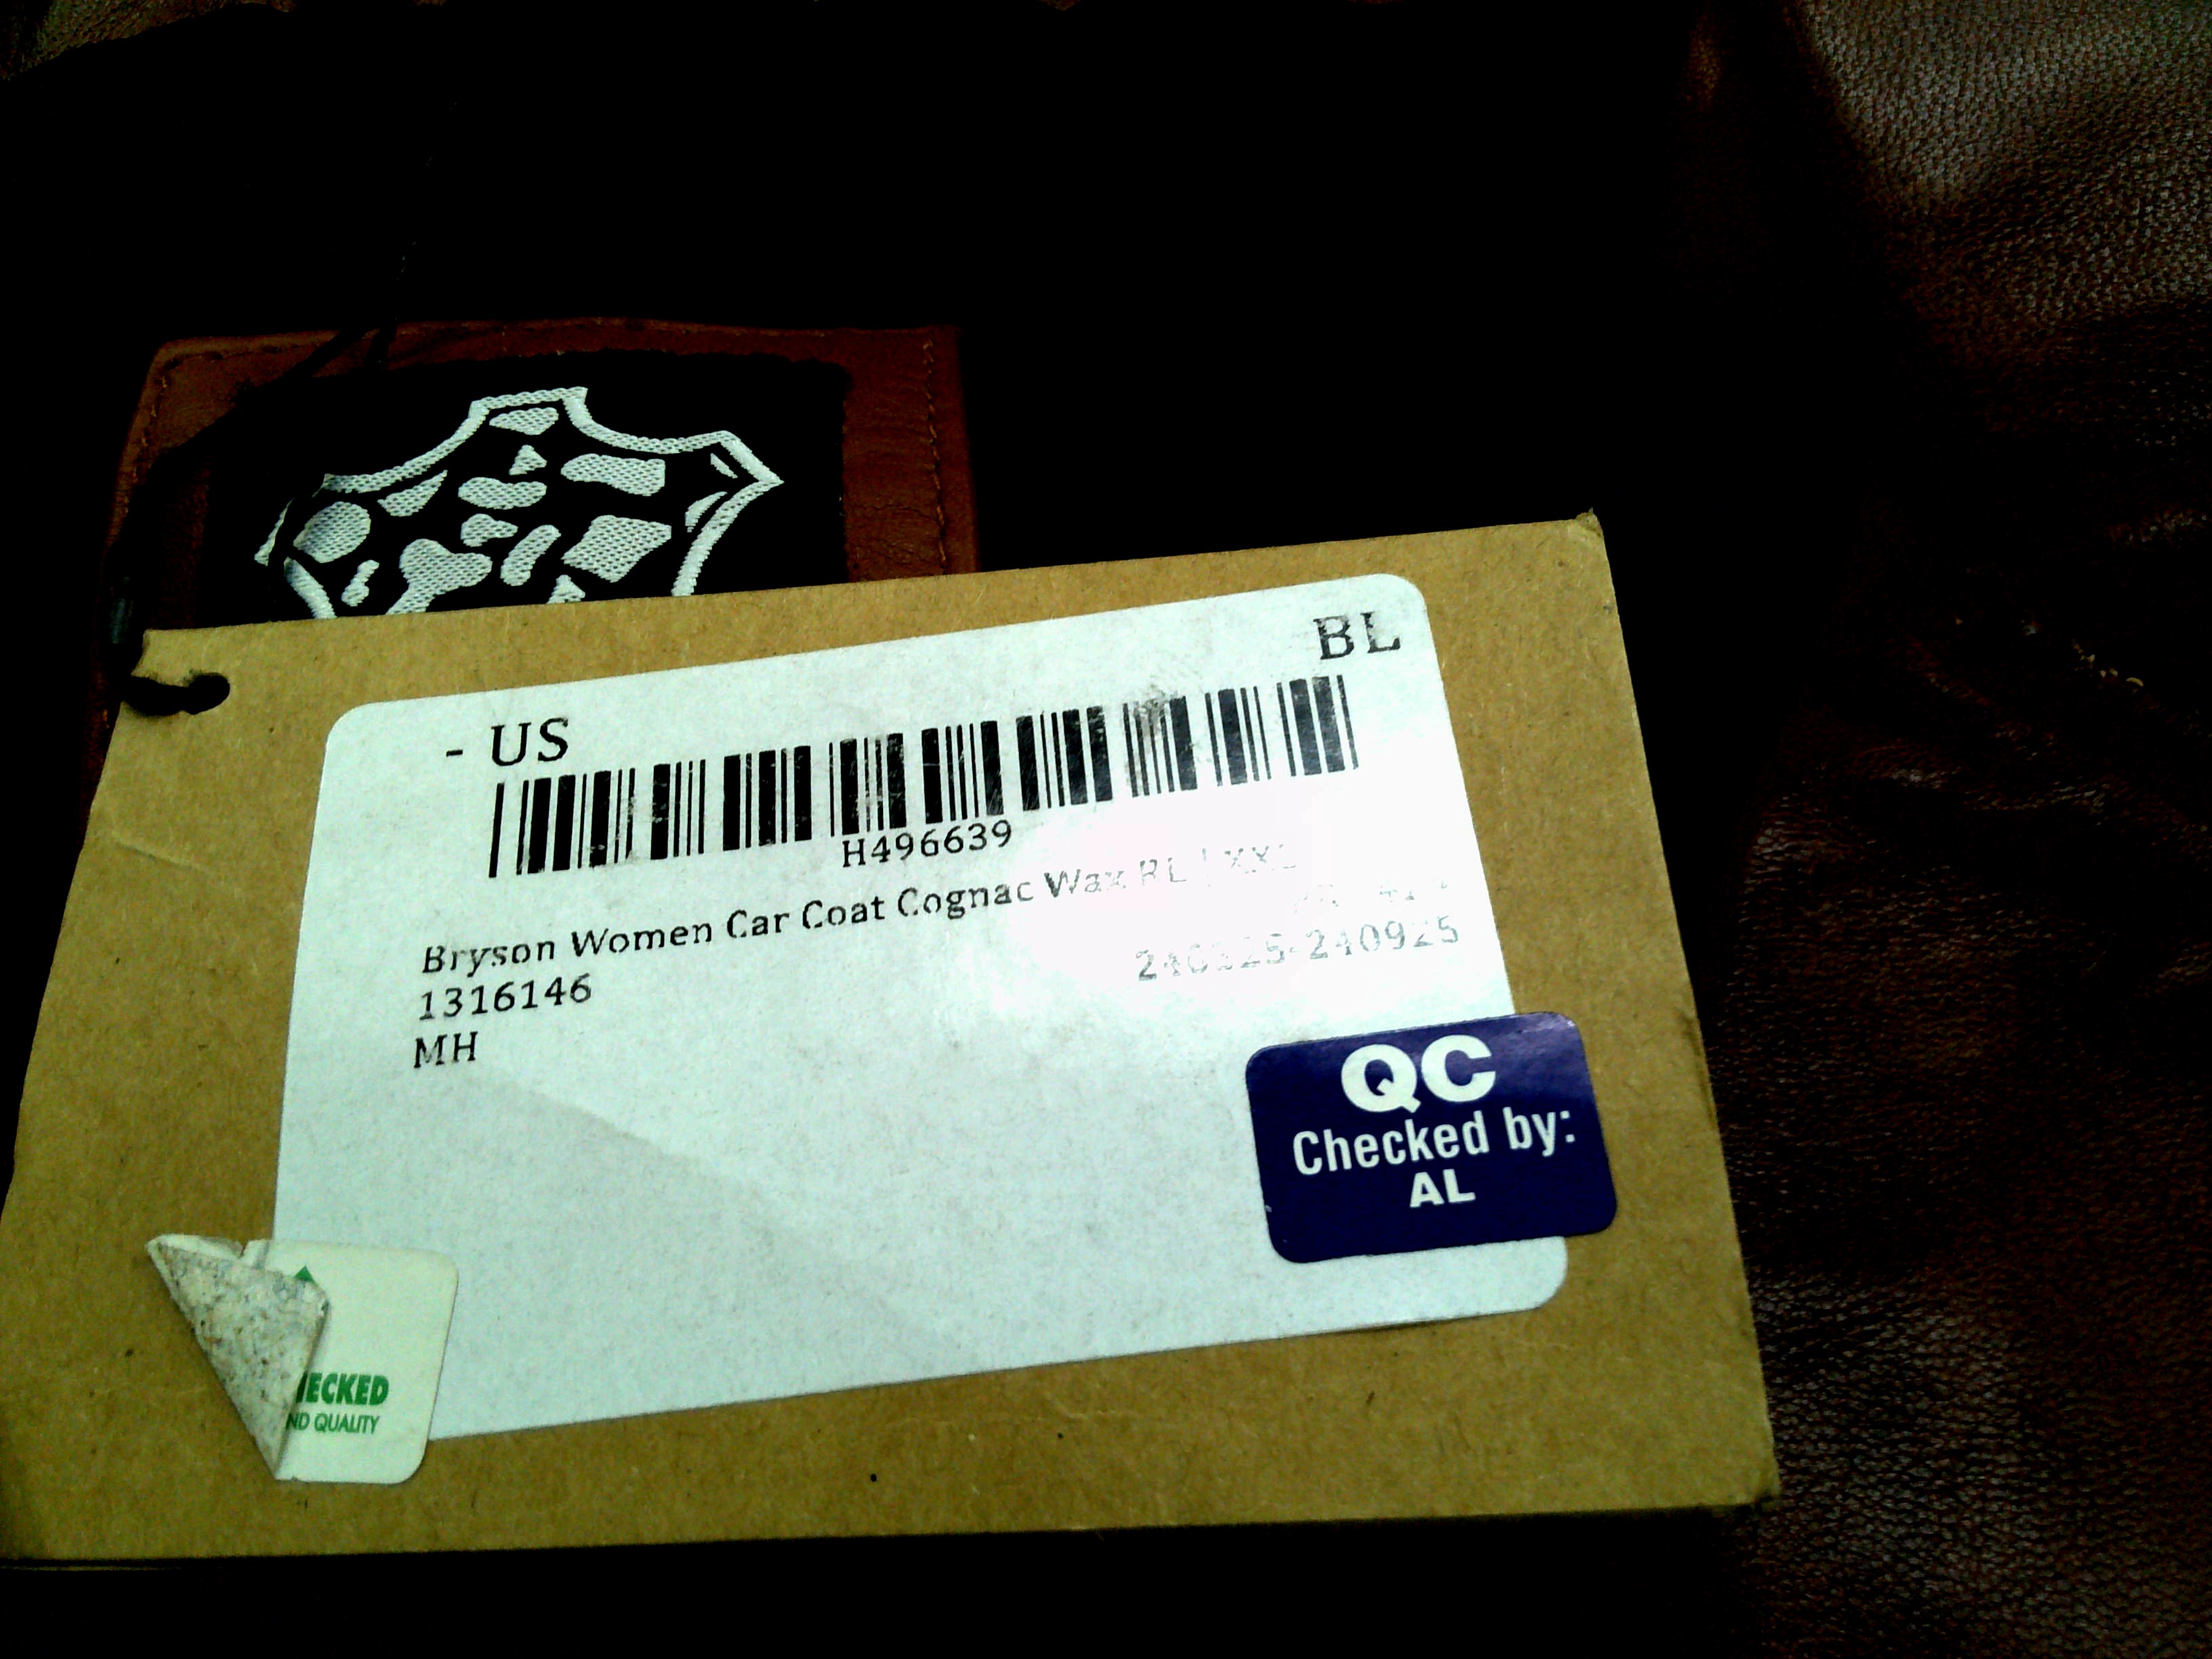 BL
- US
H496639
Bryson Women Car Coat Cognac Wax
1316146
MH
QC
Checked by:
AL
ECKED
ND QUALITY